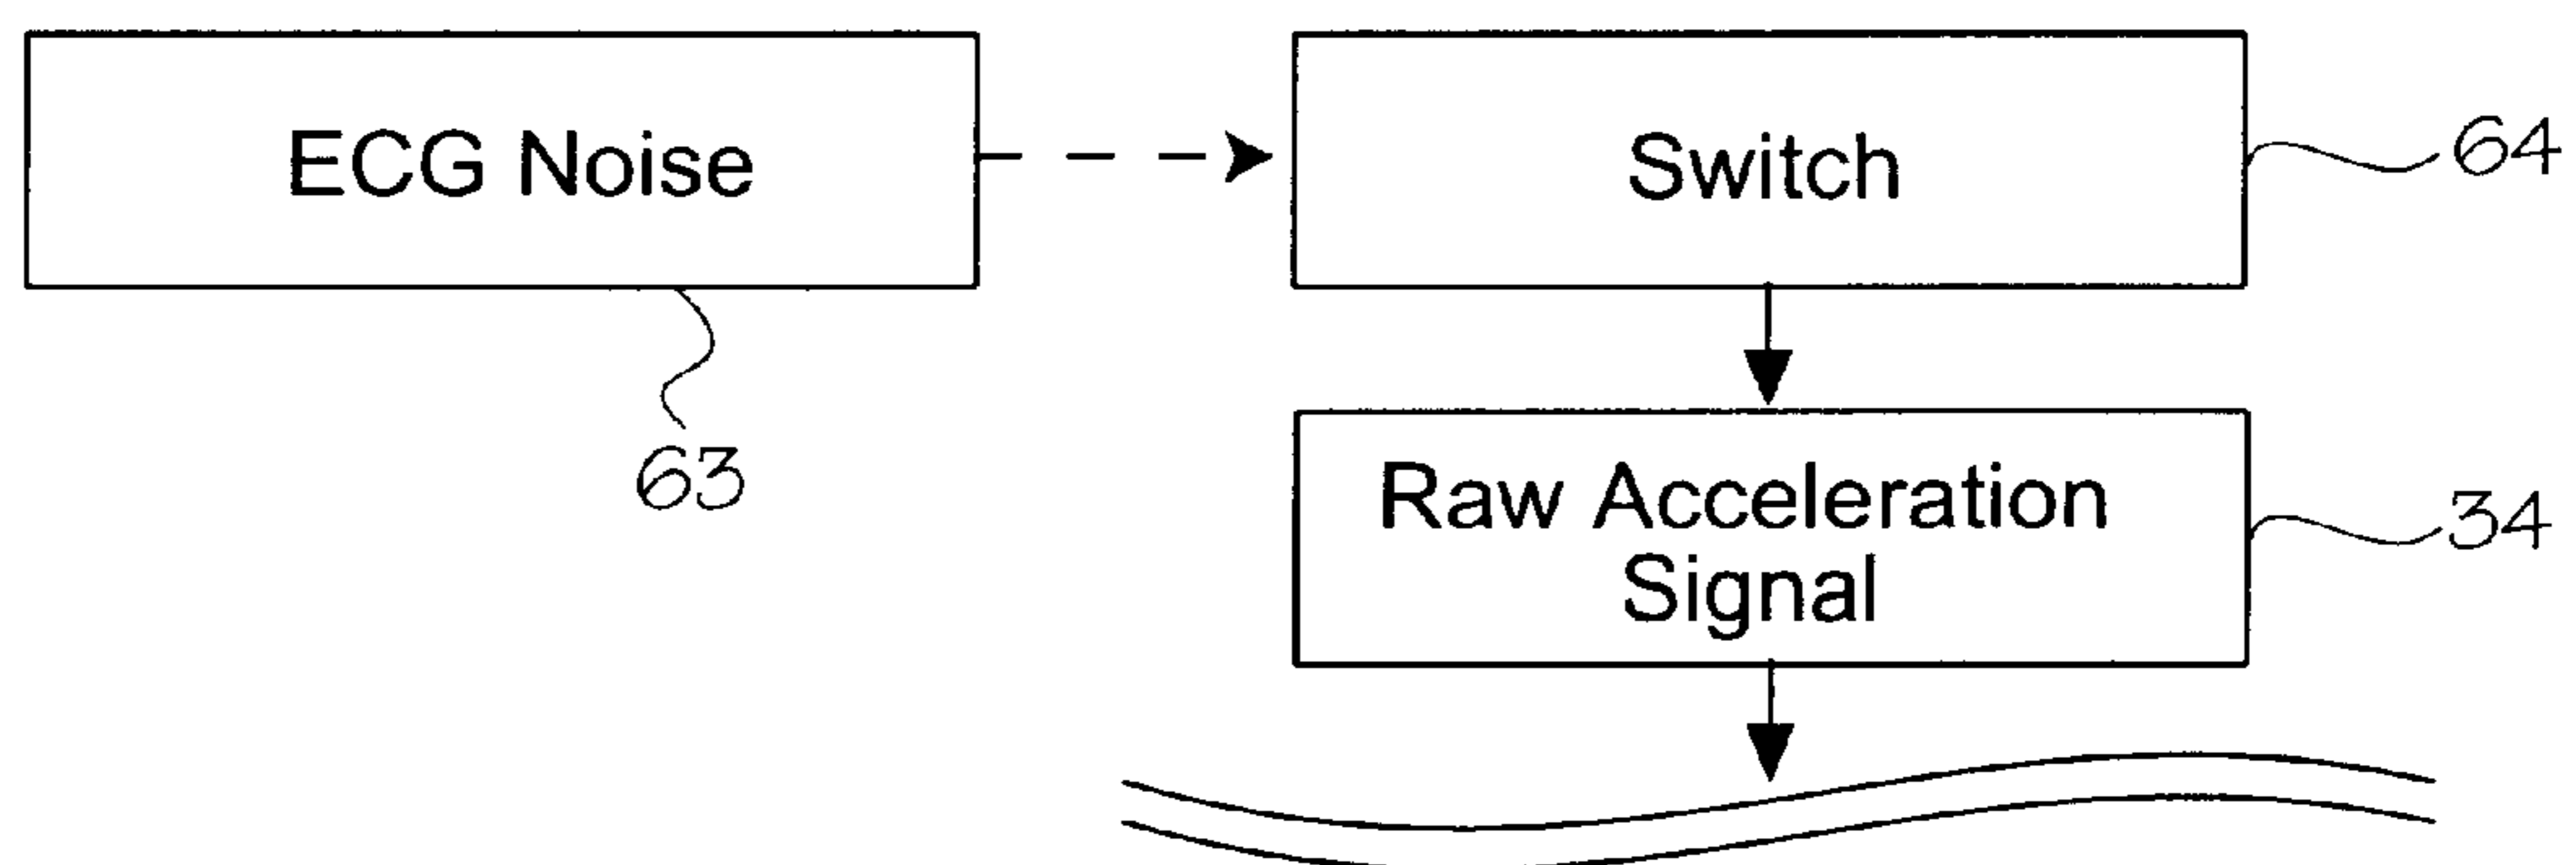 ECG Noise
Switch
64
63
Raw Acceleration
Signal
34